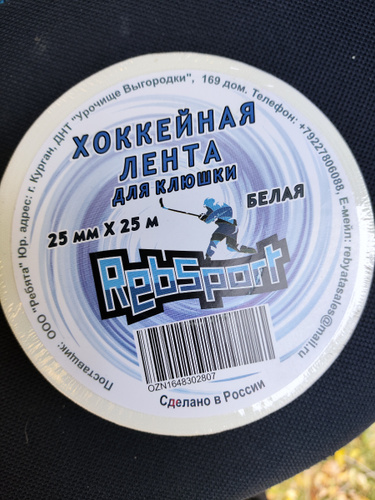 Поставщик: ООО "Ребята" Юр. адрес: г. Курган, ДНТ "Урочище Выгородки", 169 дом. Телефон: +79227806088, Е-мейл: rebyatasales@mail.ru
ХОККЕЙНАЯ
ЛЕНТА
ДЛЯ КЛЮШКИ
БЕЛАЯ
25 мм X 25 м
RebSport
OZN1648302807
Сделано в России